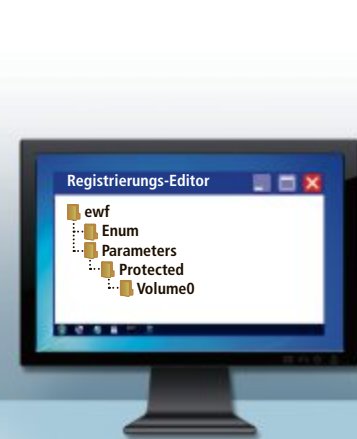 Registrierungs-Editor
ewf
Enum
Parameters
Protected
Volume0